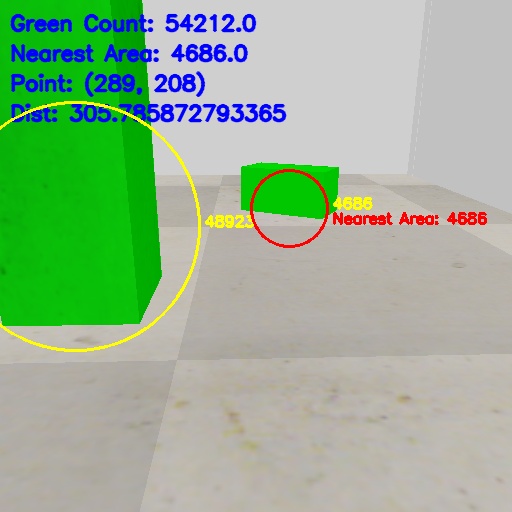 Green Count: 54212.0
Nearest Area: 4686.0
Point: (289, 208)
Dist: 305.785872793365
4686
48923
Nearest Area: 4686